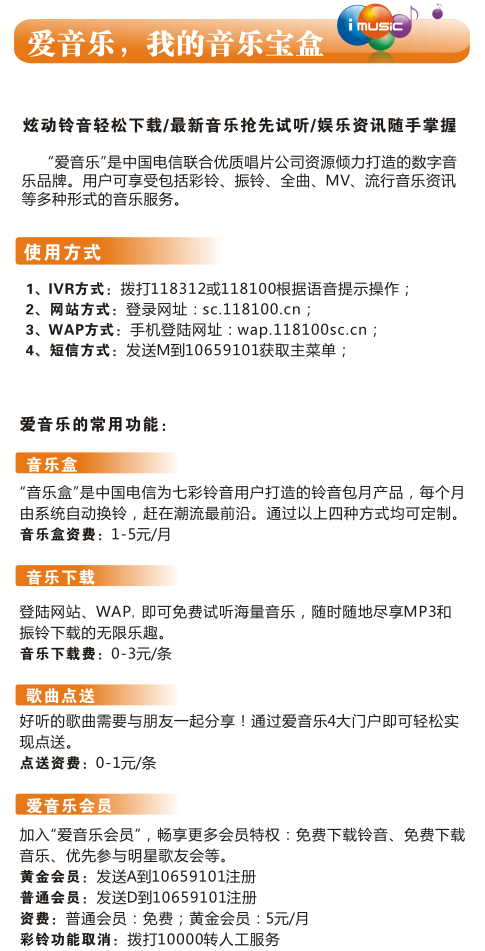 爱音乐，我的音乐宝盒
i music
炫动铃音轻松下载/最新音乐抢先试听/娱乐资讯随手掌握
“爱音乐”是中国电信联合优质唱片公司资源倾力打造的数字音
乐品牌。用户可享受包括彩铃、振铃、全曲、MV、流行音乐资讯
等多种形式的音乐服务。
使用方式
1、IVR方式：拨打118312或118100根据语音提示操作；
2、网站方式：登录网址：sc.118100.cn；
3、WAP方式：手机登陆网址：wap.118100sc.cn；
4、短信方式：发送M到10659101获取主菜单；
爱音乐的常用功能：
音乐盒
“音乐盒”是中国电信为七彩铃音用户打造的铃音包月产品，每个月
由系统自动换铃，赶在潮流最前沿。通过以上四种方式均可定制。
音乐盒资费：1-5元/月
音乐下载
登陆网站、WAP，即可免费试听海量音乐，随时随地尽享MP3和
振铃下载的无限乐趣。
音乐下载费：0-3元/条
歌曲点送
好听的歌曲需要与朋友一起分享！通过爱音乐4大门户即可轻松实
现点送。
点送资费：0-1元/条
爱音乐会员
加入“爱音乐会员”，畅享更多会员特权：免费下载铃音、免费下载
音乐、优先参与明星歌友会等。
黄金会员：发送A到10659101注册
普通会员：发送D到10659101注册
资费：普通会员：免费；黄金会员：5元/月
彩铃功能取消：拨打10000转人工服务